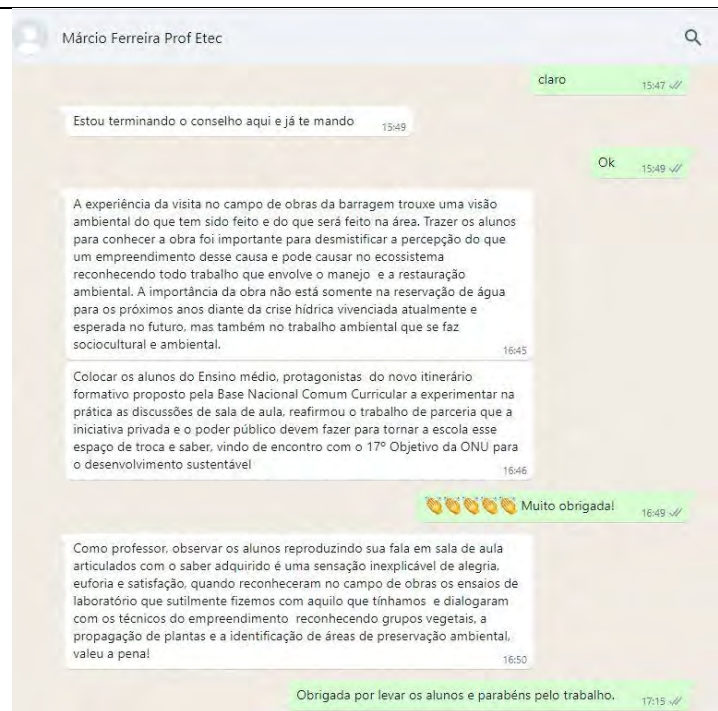 Márcio Ferreira Prof Etec
claro
15:47
Estou terminando o conselho aqui e já te mando
15:49
Ok
15:49
A experiência da visita no campo de obras da barragem trouxe uma visão
ambiental do que tem sido feito e do que será feito na área. Trazer os alunos
para conhecer a obra foi importante para desmistificar a percepção do que
um empreendimento desse causa e pode causar no ecossistema
reconhecendo todo trabalho que envolve o manejo e a restauração
ambiental. A importância da obra não está somente na reservação de água
para os próximos anos diante da crise hídrica vivenciada atualmente e
esperada no futuro, mas também no trabalho ambiental que se faz
sociocultural e ambiental.
16:45
Colocar os alunos do Ensino médio, protagonistas do novo itinerário
formativo proposto pela Base Nacional Comum Curricular a experimentar na
prática as discussões de sala de aula, reafirmou o trabalho de parceria que a
iniciativa privada e o poder público devem fazer para tornar a escola esse
espaço de troca e saber, vindo de encontro com o 17º Objetivo da ONU para
o desenvolvimento sustentável
16:46
👏👏👏👏👏 Muito obrigada!
16:49
Como professor, observar os alunos reproduzindo sua fala em sala de aula
articulados com o saber adquirido é uma sensação inexplicável de alegria,
euforia e satisfação, quando reconheceram no campo de obras os ensaios de
laboratório que sutilmente fizemos com aquilo que tínhamos e dialogaram
com os técnicos do empreendimento reconhecendo grupos vegetais, a
propagação de plantas e a identificação de áreas de preservação ambiental,
valeu a pena!
16:50
Obrigada por levar os alunos e parabéns pelo trabalho.
17:15